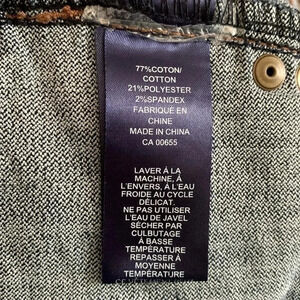 77%COTON/
COTTON
21%POLYESTER
2%SPANDEX
FABRIQUÉ EN
CHINE
MADE IN CHINA
CA 00655
LAVER À LA
MACHINE, À
L'ENVERS, À L'EAU
FROIDE AU CYCLE
DÉLICAT.
NE PAS UTILISER
L'EAU DE JAVEL
SÉCHER PAR
CULBUTAGE
À BASSE
TEMPÉRATURE
REPASSER À
MOYENNE
TEMPÉRATURE